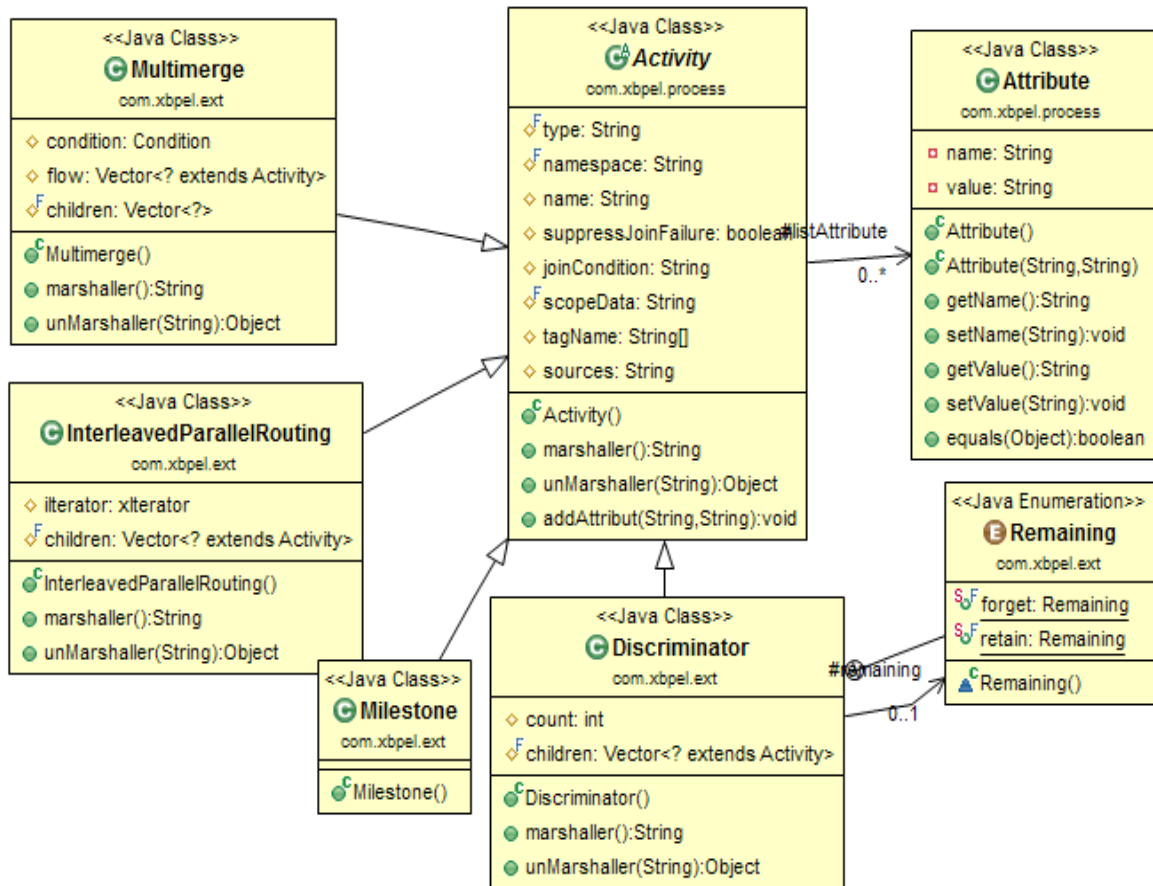 <<Java Class>>
Multimerge
com.xbpel.ext
condition: Condition
flow: Vector<? extends Activity>
children: Vector<?>
Multimerge()
marshaller():String
unMarshaller(String):Object
<<Java Class>>
Activity
com.xbpel.process
type: String
namespace: String
name: String
suppressJoinFailure: boolean
joinCondition: String
scopeData: String
tagName: String[]
sources: String
Activity()
marshaller():String
unMarshaller(String):Object
addAttribut(String,String):void
#listAttribute
0..*
<<Java Class>>
Attribute
com.xbpel.process
name: String
value: String
Attribute()
Attribute(String,String)
getName():String
setName(String):void
getValue():String
setValue(String):void
equals(Object):boolean
<<Java Class>>
InterleavedParallelRouting
com.xbpel.ext
iIterator: xIterator
children: Vector<? extends Activity>
InterleavedParallelRouting()
marshaller():String
unMarshaller(String):Object
<<Java Class>>
Milestone
com.xbpel.ext
Milestone()
<<Java Class>>
Discriminator
com.xbpel.ext
count: int
children: Vector<? extends Activity>
Discriminator()
marshaller():String
unMarshaller(String):Object
#remaining
0..1
<<Java Enumeration>>
Remaining
com.xbpel.ext
forget: Remaining
retain: Remaining
Remaining()